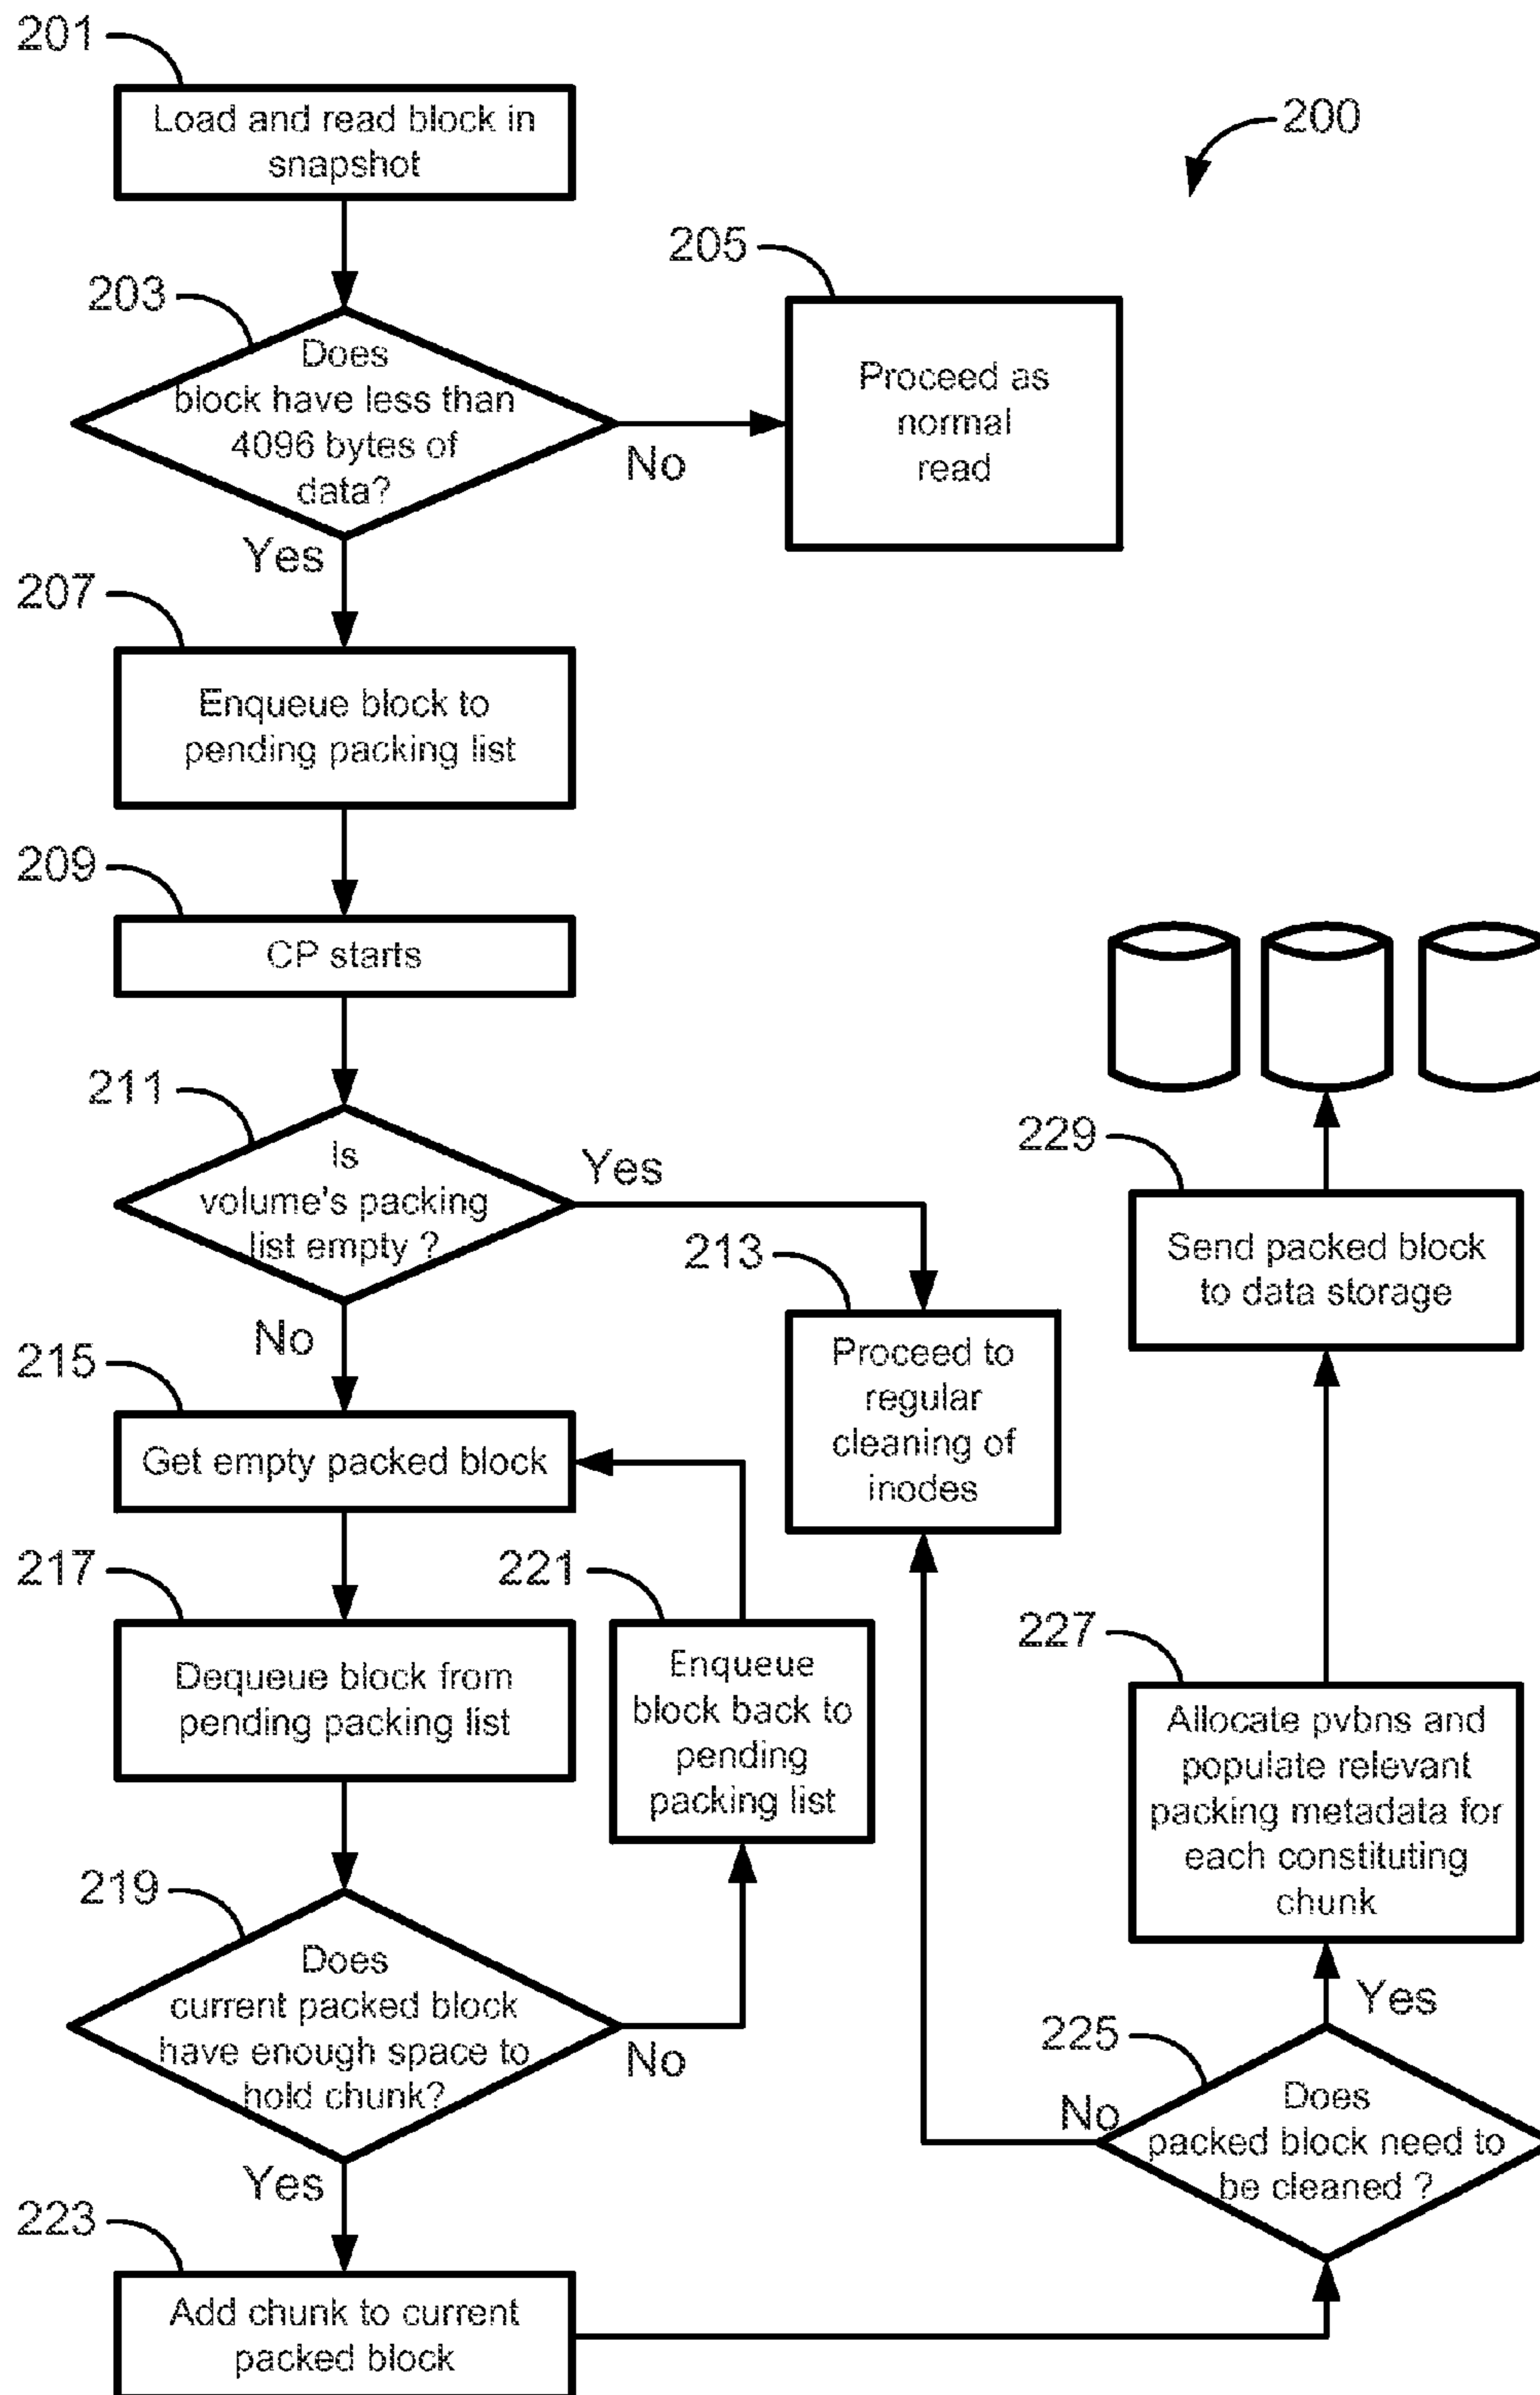 201
Load and read block in
snapshot
200
203
Does
block have less than
4096 bytes of
data?
No
Yes
205
Proceed as
normal
read
207
Enqueue block to
pending packing list
209
CP starts
211
Is
volume's packing
list empty ?
Yes
No
213
Proceed to
regular
cleaning of
inodes
215
Get empty packed block
217
Dequeue block from
pending packing list
221
Enqueue
block back to
pending
packing list
219
Does
current packed block
have enough space to
hold chunk?
No
Yes
223
Add chunk to current
packed block
225
Does
packed block need to
be cleaned ?
No
Yes
227
Allocate pvbns and
populate relevant
packing metadata for
each constituting
chunk
229
Send packed block
to data storage